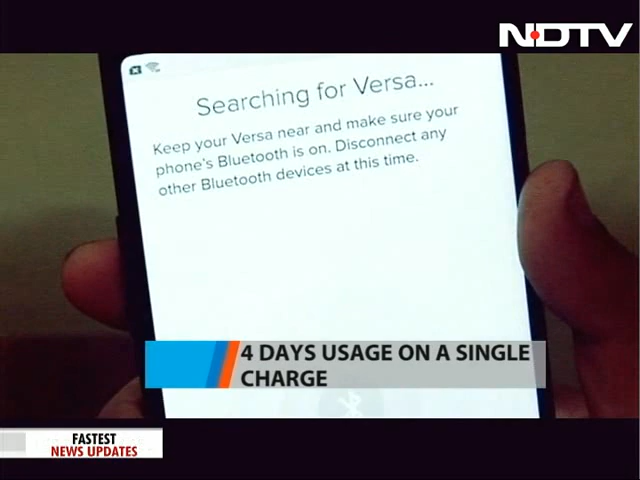 NDTV
Searching for Versa...
Keep your Versa near and make sure your
phone's Bluetooth is on. Disconnect any
other Bluetooth devices at this time.
4 DAYS USAGE ON A SINGLE
CHARGE
FASTEST
NEWS UPDATES